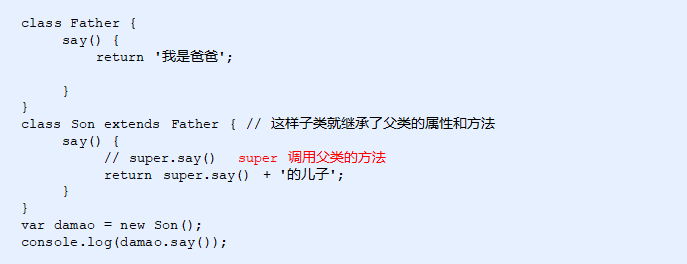 class Father {
say() {
return '我是爸爸';
}
}
class Son extends Father { // 这样子类就继承了父类的属性和方法
say() {
// super.say() super 调用父类的方法
return super.say() + '的儿子';
}
}
var damao = new Son();
console.log(damao.say());